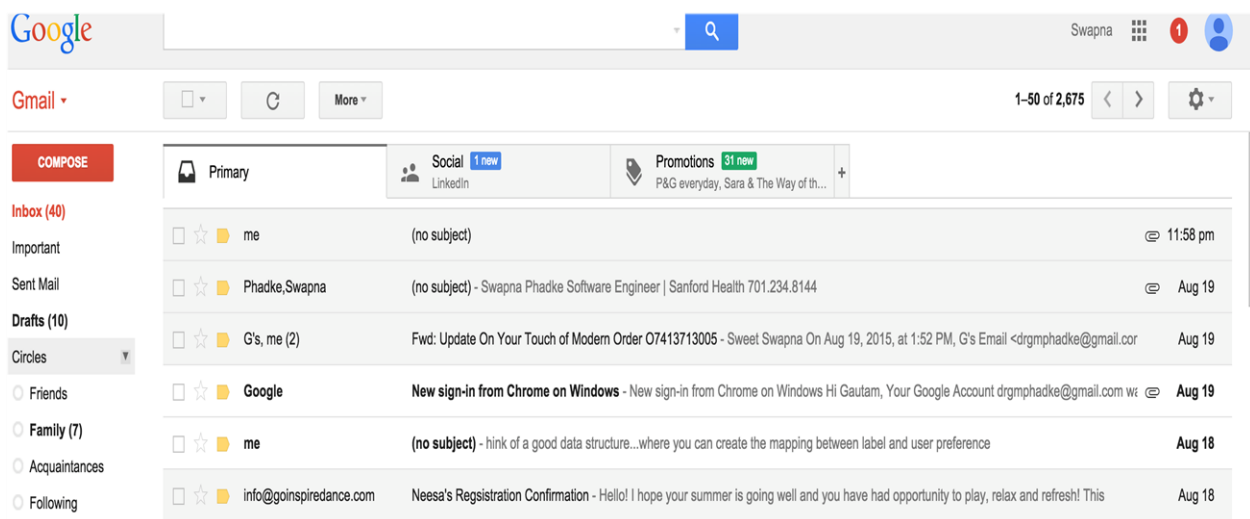 Google
Swapna
1
Gmail
More
1–50 of 2,675
COMPOSE
Primary
Social 1 new
LinkedIn
Promotions 31 new
P&G everyday, Sara & The Way of th...
+
Inbox (40)
Important
Sent Mail
Drafts (10)
Circles
Friends
Family (7)
Acquaintances
Following
me (no subject) 11:58 pm
Phadke,Swapna (no subject) - Swapna Phadke Software Engineer | Sanford Health 701.234.8144 Aug 19
G's, me (2) Fwd: Update On Your Touch of Modern Order O7413713005 - Sweet Swapna On Aug 19, 2015, at 1:52 PM, G's Email <drgmphadke@gmail.cor Aug 19
Google New sign-in from Chrome on Windows - New sign-in from Chrome on Windows Hi Gautam, Your Google Account drgmphadke@gmail.com wa Aug 19
me (no subject) - hink of a good data structure...where you can create the mapping between label and user preference Aug 18
info@goinspiredance.com Neesa's Regsistration Confirmation - Hello! I hope your summer is going well and you have had opportunity to play, relax and refresh! This Aug 18